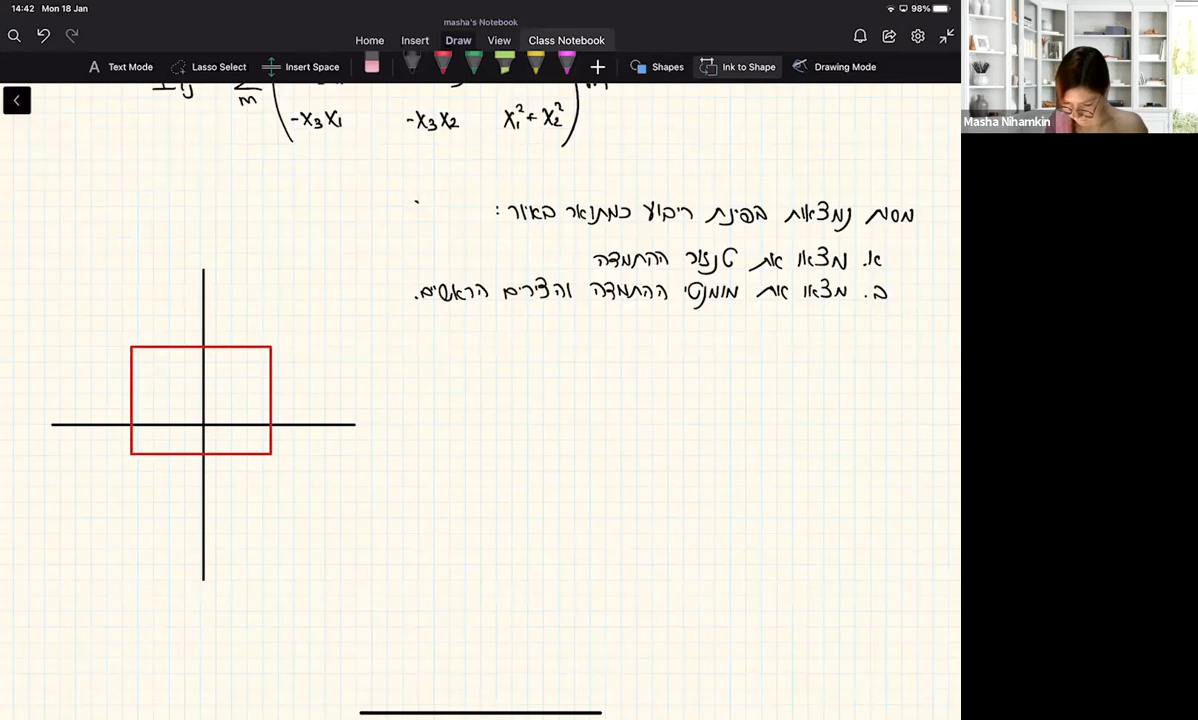 14:42 Mon 18 Jan
98%
masha's Notebook
Home Insert Draw View Class Notebook
Text Mode Lasso Select Insert Space Shapes Ink to Shape Drawing Mode
Masha Nihamkin
m
-x₃x₁ -x₃x₂ x₁²+x₂²
מסות נמצאות בפינת ריבוע כמתואר באיור:
א. מצאו את טנזור ההתמדה
ב. מצאו את מומנטי ההתמדה והצירים הראשים.